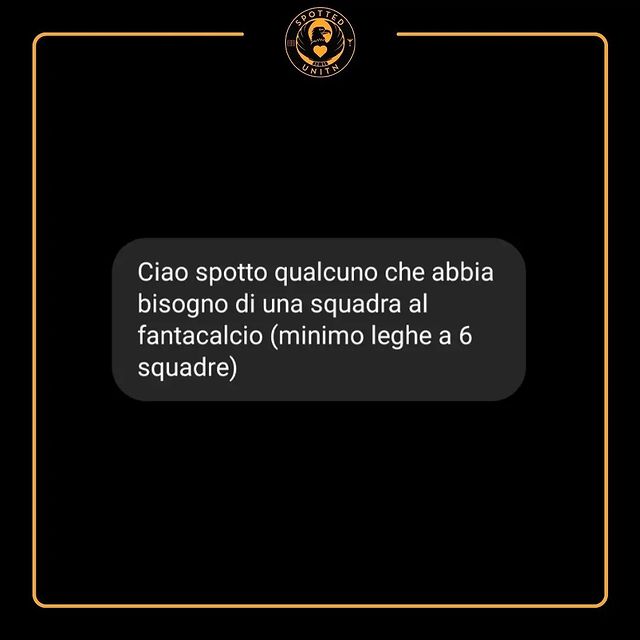 SPOTTED
UNITN
Ciao spotto qualcuno che abbia
bisogno di una squadra al
fantacalcio (minimo leghe a 6
squadre)